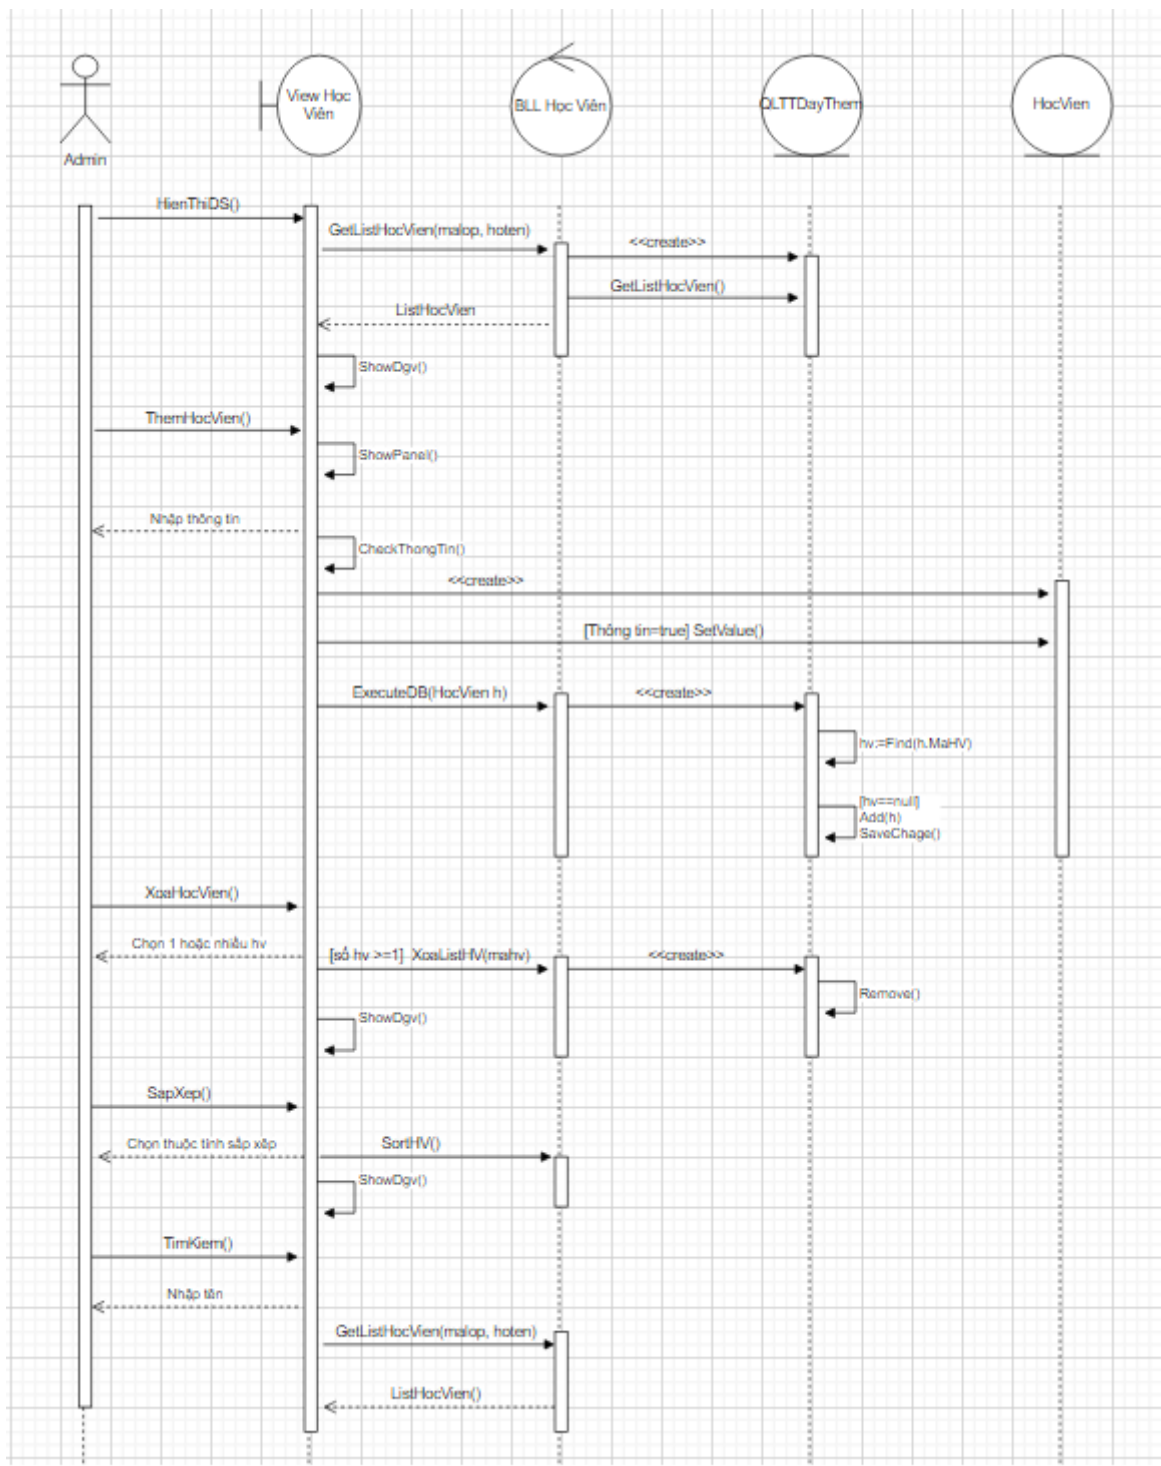 View Học
Viên
BLL Học Viên
QLTTDayThem
HocVien
Admin
HienThiDS()
GetListHocVien(malop, hoten)
<<create>>
GetListHocVien()
ListHocVien
ShowDgv()
ThemHocVien()
ShowPanel()
Nhập thông tin
CheckThongTin()
<<create>>
[Thông tin=true] SetValue()
ExecuteDB(HocVien h)
<<create>>
hv:=Find(h.MaHV)
[hv==null]
Add(h)
SaveChage()
XoaHocVien()
Chọn 1 hoặc nhiều hv
[số hv >=1] XoaListHV(mahv)
<<create>>
Remove()
ShowDgv()
SapXep()
Chọn thuộc tính sắp xếp
SortHV()
ShowDgv()
TimKiem()
Nhập tên
GetListHocVien(malop, hoten)
ListHocVien()